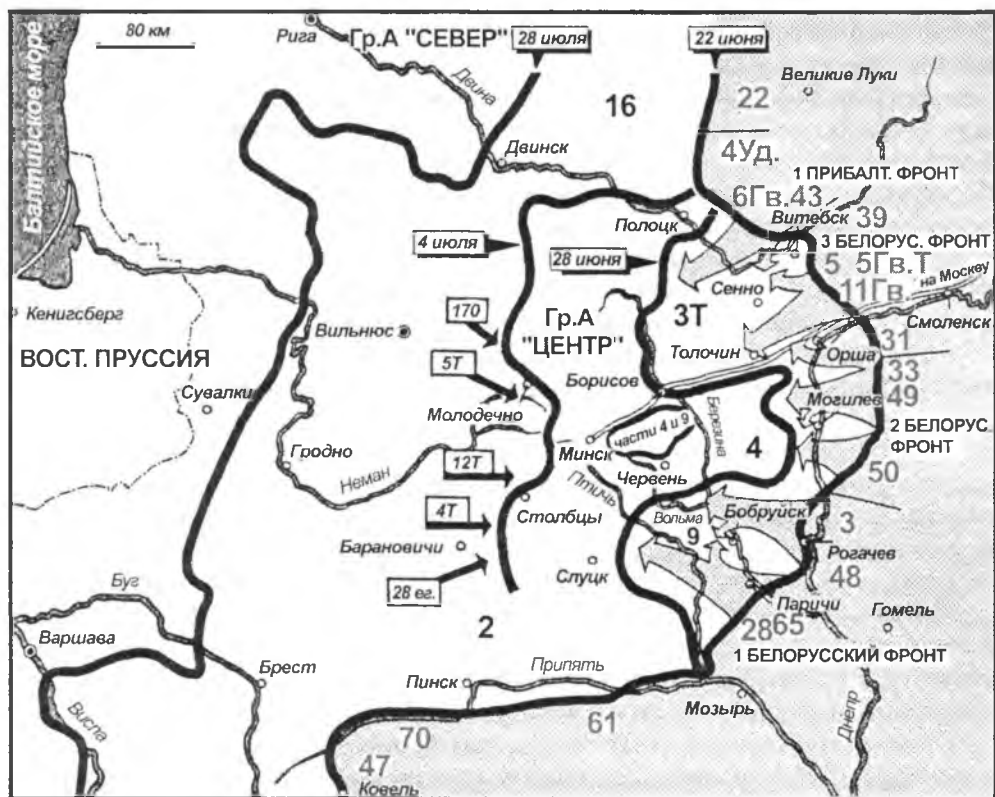 80 км
Рига
Гр.А "СЕВЕР"
28 июля
22 июня
Балтийское море
Двина
16
22
Великие Луки
4Уд.
Двинск
1 ПРИБАЛТ. ФРОНТ
6Гв.43
Витебск
39
Полоцк
4 июля
28 июня
3 БЕЛОРУС. ФРОНТ
5
5Гв.Т
11Гв.
на Москву
Сенно
Смоленск
Кенигсберг
170
Гр.А
"ЦЕНТР"
3Т
Вильнюс
ВОСТ. ПРУССИЯ
Толочин
Орша
31
33
5Т
Борисов
Сувалки
Молодечно
Могилев
49
части 4 и 9
Березина
2 БЕЛОРУС.
ФРОНТ
Минск
4
Гродно
Неман
12Т
Червень
50
Птичь
4Т
Столбцы
Вольма
Бобруйск
3
9
Барановичи
Рогачев
Слуцк
48
28 ег.
Буг
Паричи
Гомель
2
28
65
Варшава
1 БЕЛОРУССКИЙ ФРОНТ
Брест
Пинск
Припять
Мозырь
Висла
Днепр
61
70
47
Ковель